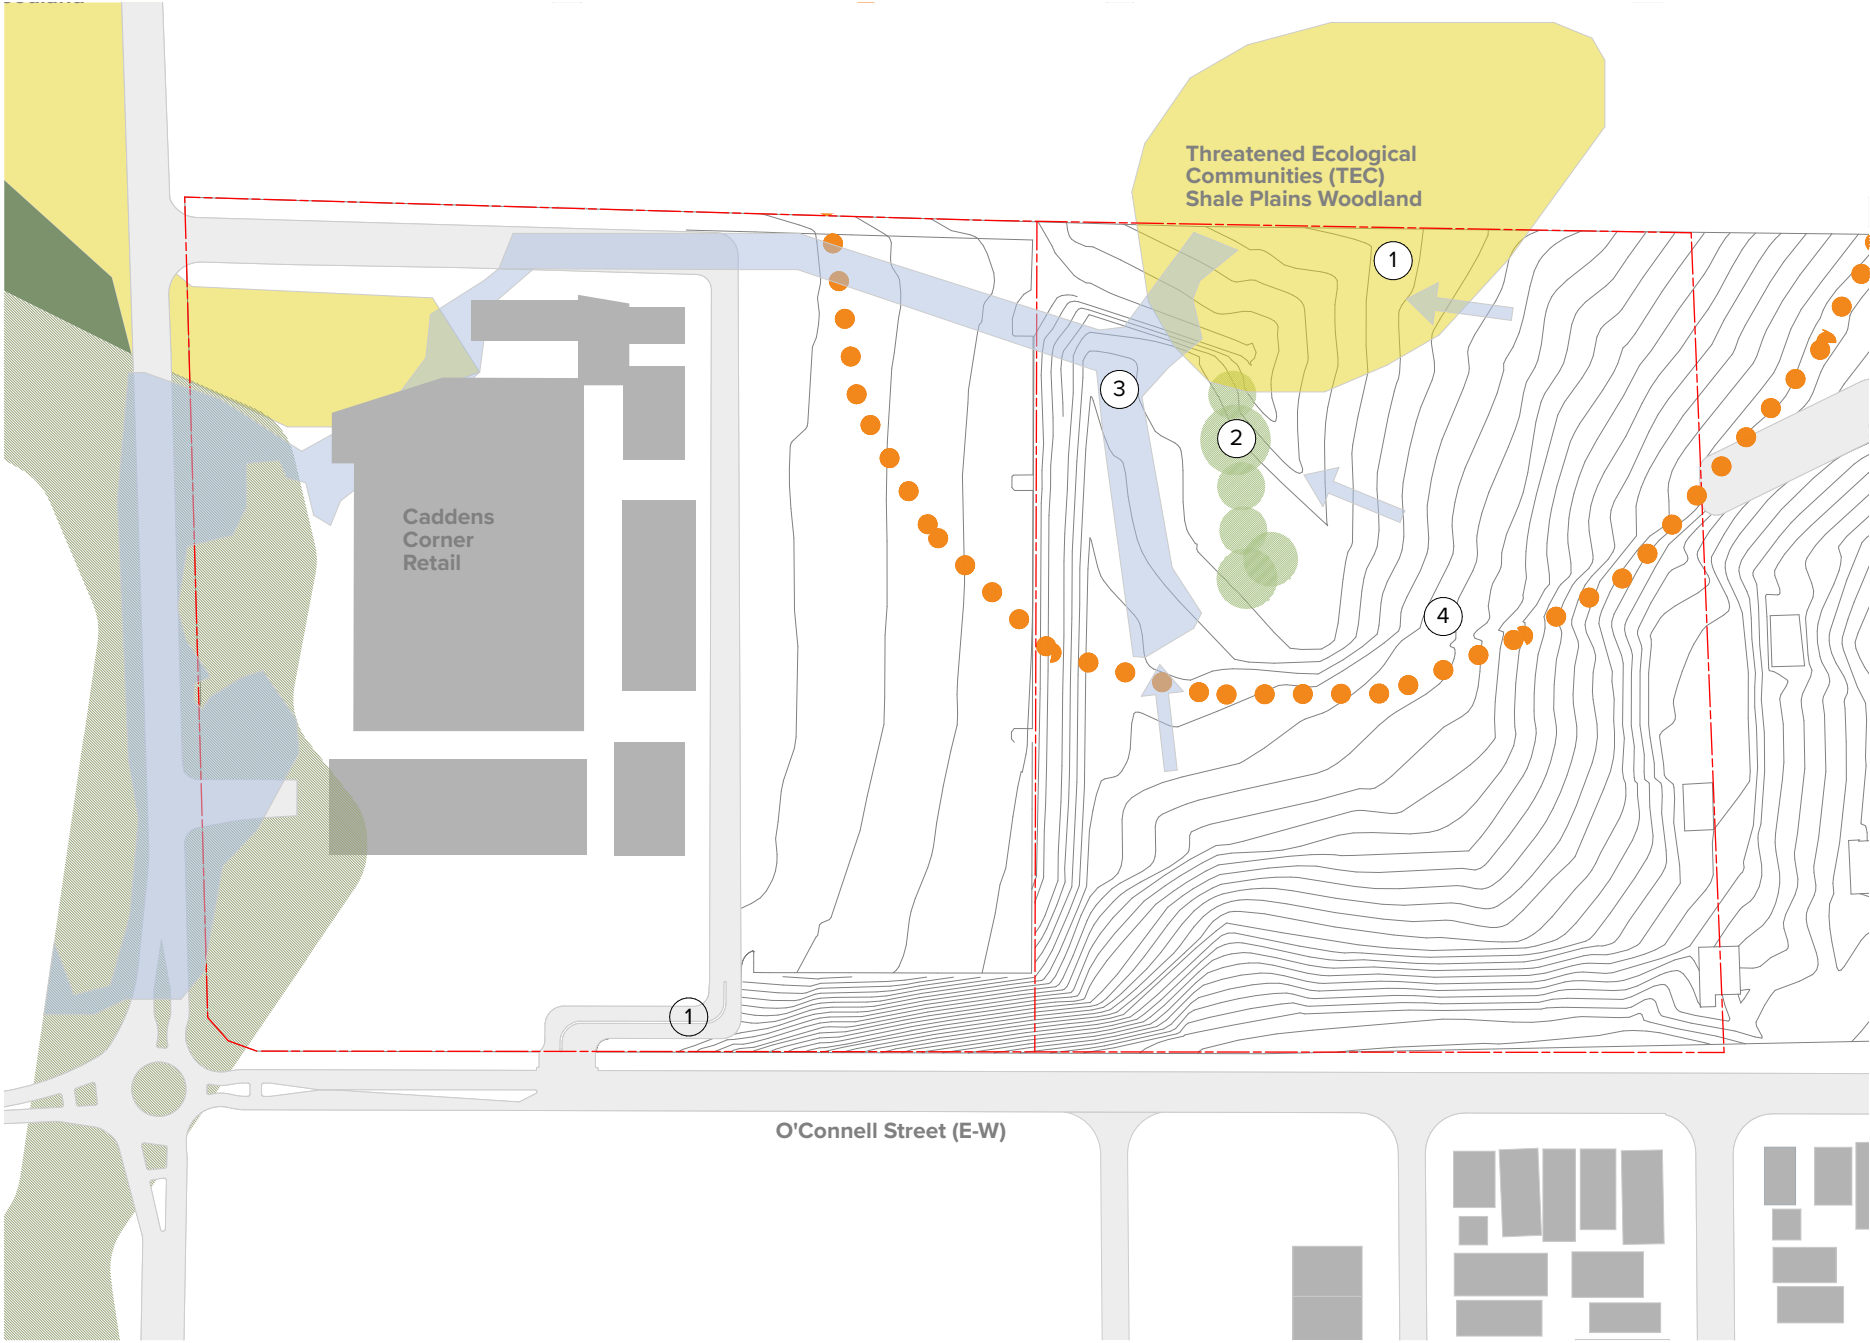 Threatened Ecological
Communities (TEC)
Shale Plains Woodland
1
3
2
Caddens
Corner
Retail
4
1
O'Connell Street (E-W)